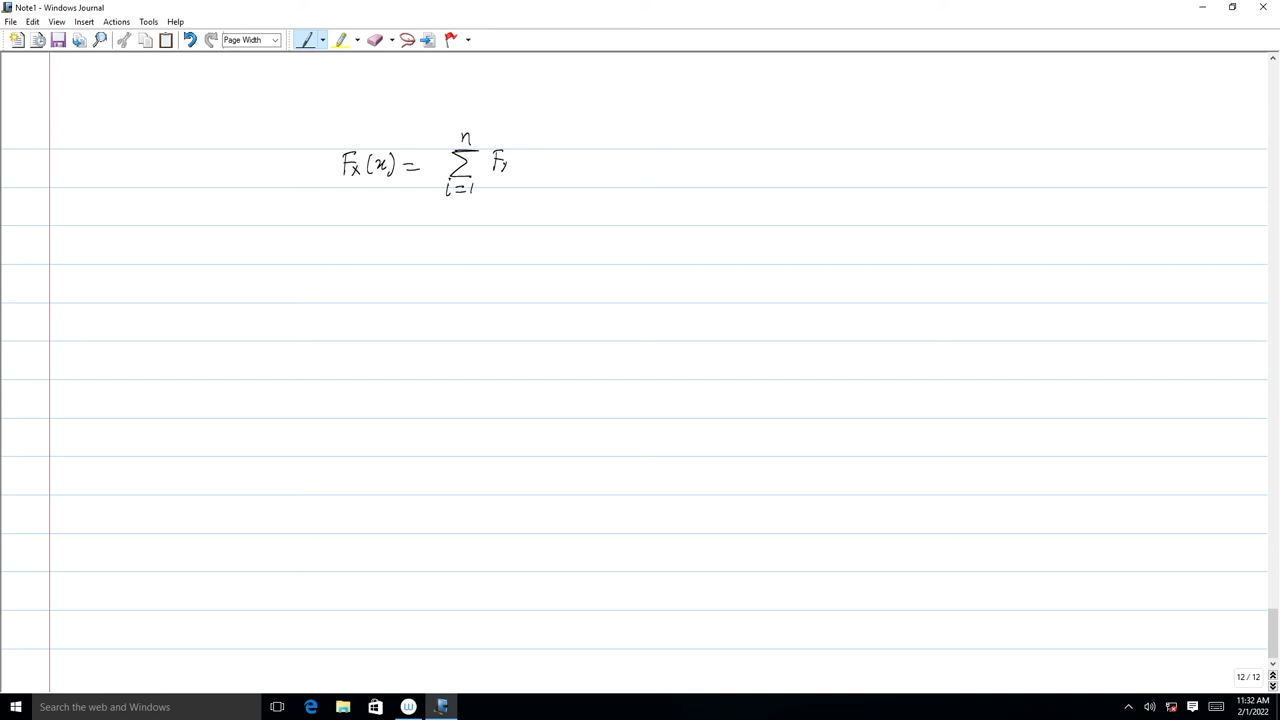 Note1 - Windows Journal
File Edit View Insert Actions Tools Help
Page Width
n
Fx(x) = ∑ Fx
i=1
12 / 12
Search the web and Windows
11:32 AM
2/1/2022